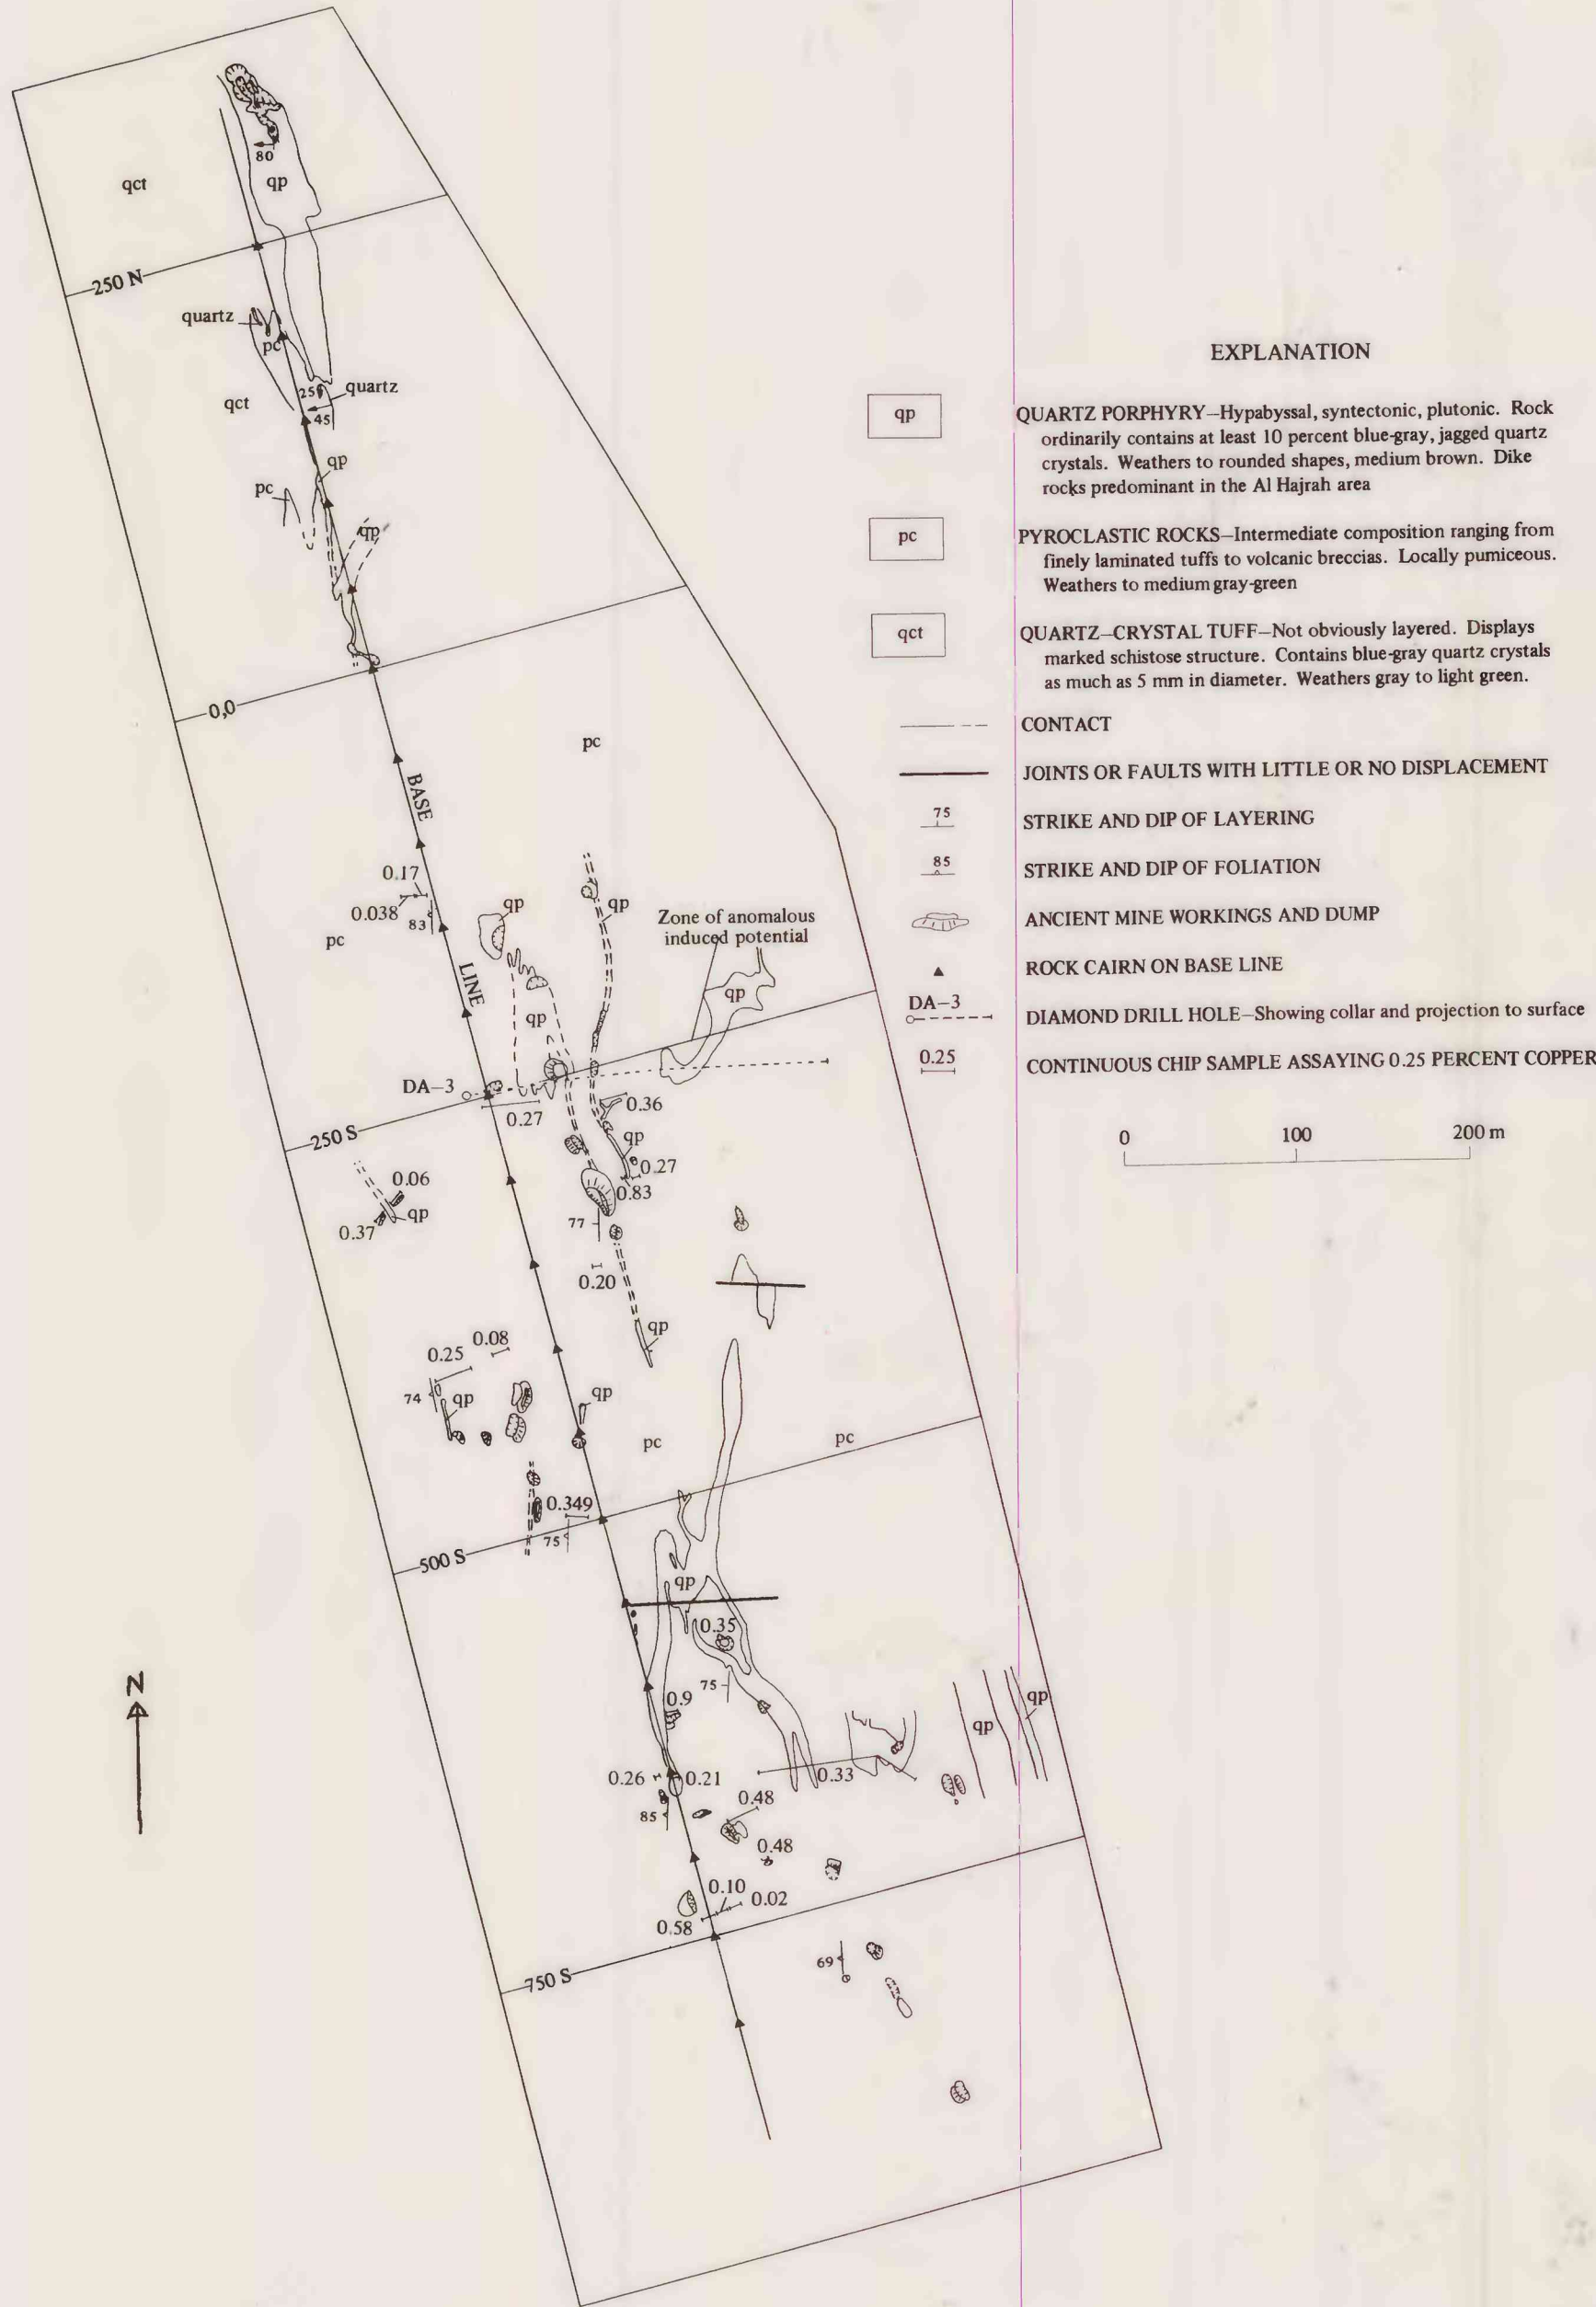 80
qct
qp
250 N
quartz
pc
qct
25
quartz
45
qp
pc
qp
0,0
pc
BASE
0.17
0.038
83
pc
LINE
qp
qp
Zone of anomalous
induced potential
qp
qp
DA-3
0.27
0.36
250 S
qp
0.27
0.83
0.06
0.37
qp
77
0.20
qp
0.08
0.25
74
qp
qp
pc
pc
0.349
75
500 S
qp
0.35
75
0.9
qp
qp
0.26
0.21
0.33
85
0.48
0.48
0.10
0.02
0.58
69
750 S
N
EXPLANATION
qp
QUARTZ PORPHYRY—Hypabyssal, syntectonic, plutonic. Rock
ordinarily contains at least 10 percent blue-gray, jagged quartz
crystals. Weathers to rounded shapes, medium brown. Dike
rocks predominant in the Al Hajrah area
pc
PYROCLASTIC ROCKS—Intermediate composition ranging from
finely laminated tuffs to volcanic breccias. Locally pumiceous.
Weathers to medium gray-green
qct
QUARTZ—CRYSTAL TUFF—Not obviously layered. Displays
marked schistose structure. Contains blue-gray quartz crystals
as much as 5 mm in diameter. Weathers gray to light green.
CONTACT
JOINTS OR FAULTS WITH LITTLE OR NO DISPLACEMENT
75
STRIKE AND DIP OF LAYERING
85
STRIKE AND DIP OF FOLIATION
ANCIENT MINE WORKINGS AND DUMP
ROCK CAIRN ON BASE LINE
DA-3
DIAMOND DRILL HOLE—Showing collar and projection to surface
0.25
CONTINUOUS CHIP SAMPLE ASSAYING 0.25 PERCENT COPPER
0 100 200 m